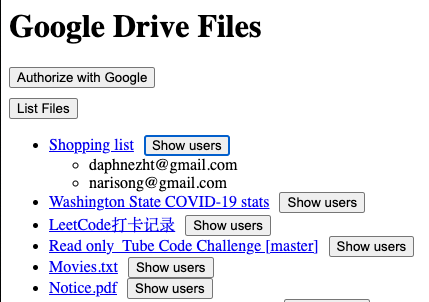 Google Drive Files
Authorize with Google
List Files
Shopping list Show users
daphnezht@gmail.com
narisong@gmail.com
Washington State COVID-19 stats Show users
LeetCode打卡记录 Show users
Read only_Tube Code Challenge [master] Show users
Movies.txt Show users
Notice.pdf Show users